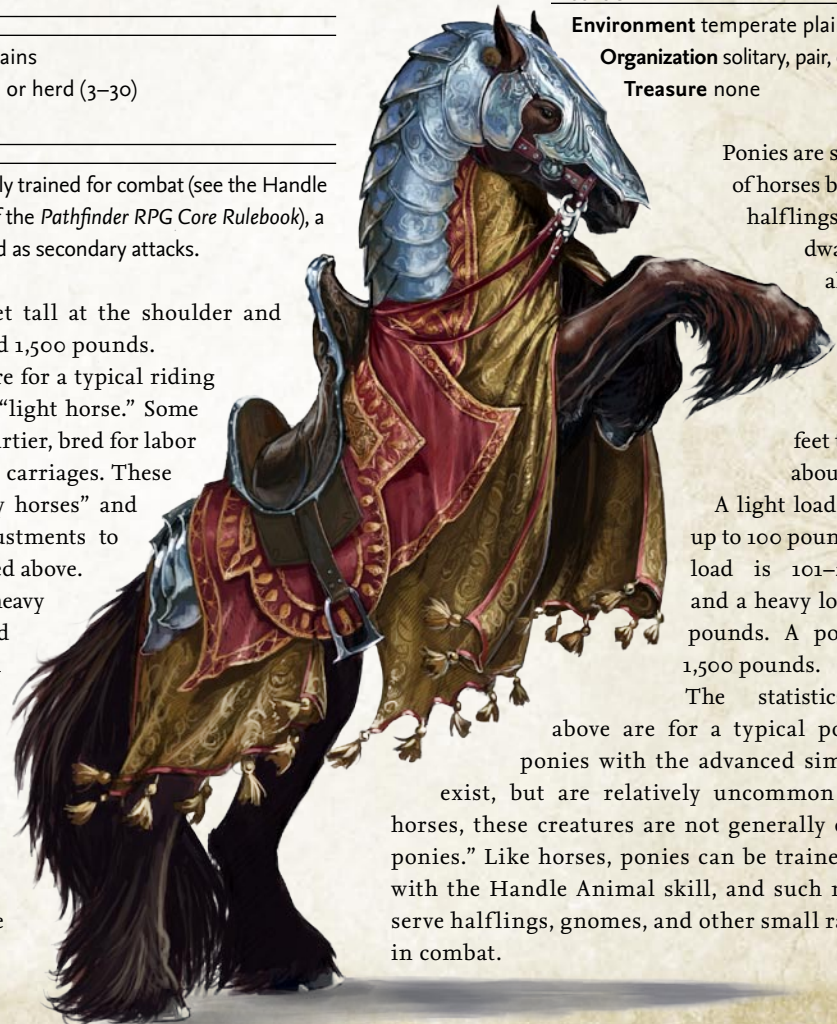 ains
or herd (3–30)
ly trained for combat (see the Handle
f the Pathfinder RPG Core Rulebook), a
d as secondary attacks.
et tall at the shoulder and
d 1,500 pounds.
re for a typical riding
“light horse.” Some
artier, bred for labor
carriages. These
y horses” and
ustments to
ed above.
heavy
d
e
Environment temperate plai
Organization solitary, pair,
Treasure none
Ponies are s
of horses b
halflings
dwa
al
feet
abou
A light load
up to 100 poun
load is 101–
and a heavy lo
pounds. A po
1,500 pounds.
The statistic
above are for a typical po
ponies with the advanced sim
exist, but are relatively uncommon
horses, these creatures are not generally
ponies.” Like horses, ponies can be traine
with the Handle Animal skill, and such
serve halflings, gnomes, and other small ra
in combat.